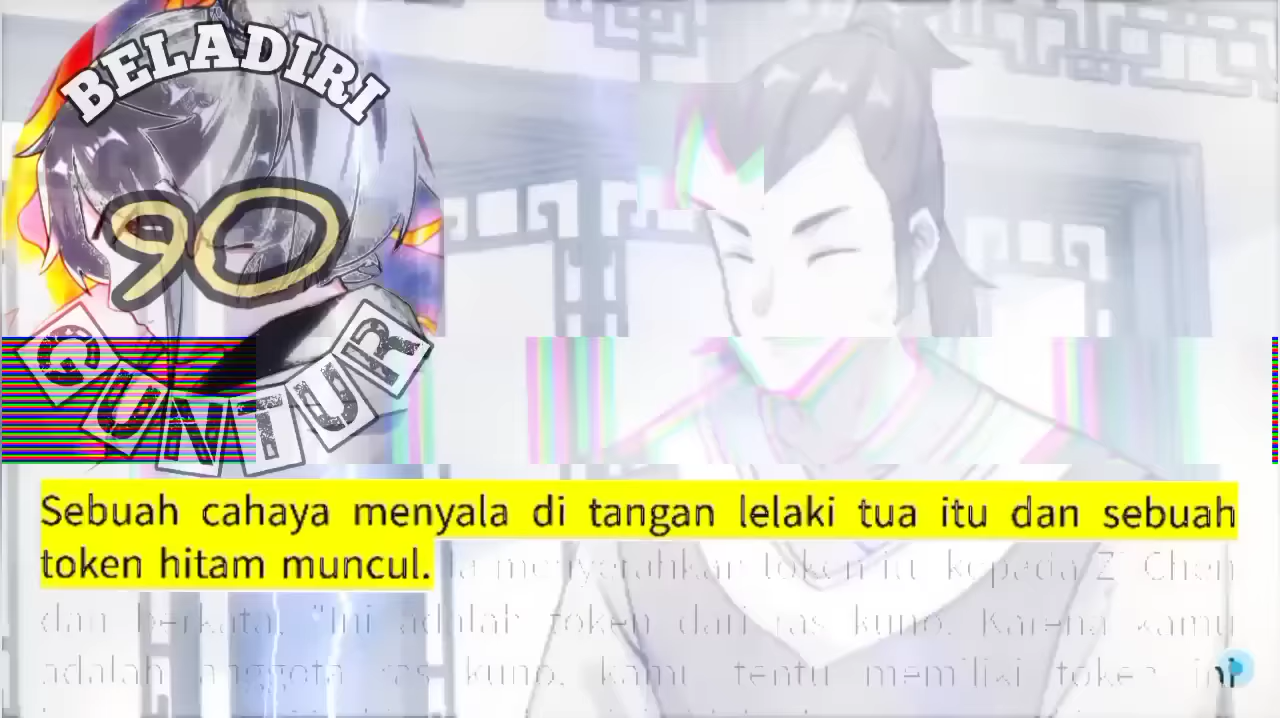 BELADIRI
90
GUNTUR
Sebuah cahaya menyala di tangan lelaki tua itu dan sebuah
token hitam muncul. Ia menyerahkan token itu kepada Zi Chen
dan berkata, "Ini adalah token dari ras kuno. Karena kamu
adalah anggota ras kuno, kamu tentu memiliki token ini